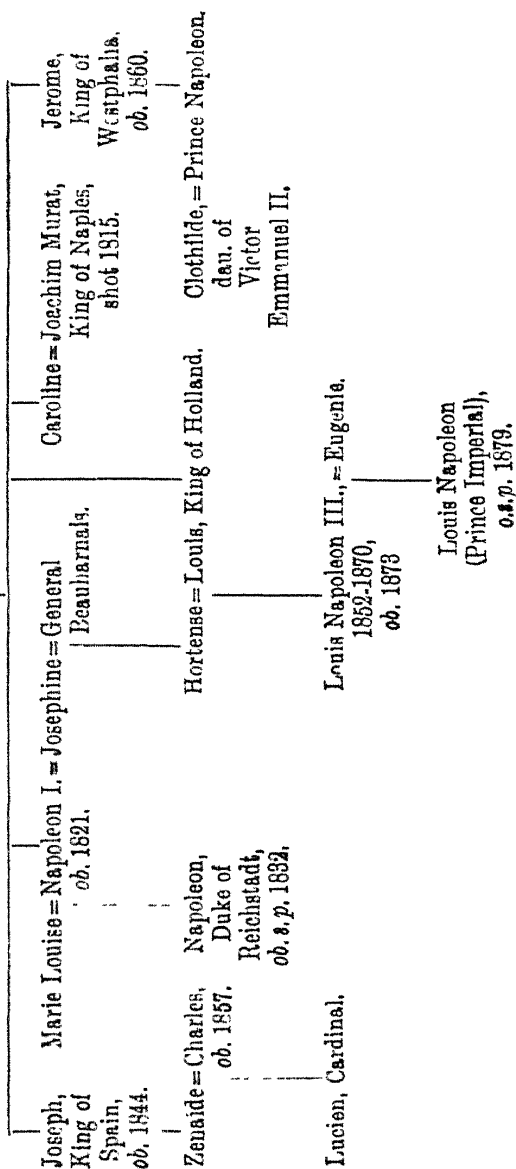 Joseph,
King of
Spain,
ob. 1844.
Marie Louise=Napoleon I.=Josephine=General
ob. 1821.
Beauharnais.
Caroline=Joachim Murat,
King of Naples,
shot 1815.
Jerome,
King of
Westphalia.
ob. 1860.
Zenaide=Charles,
ob. 1857.
Napoleon,
Duke of
Reichstadt,
ob. s. p. 1832.
Hortense=Louis, King of Holland.
Clothilde,=Prince Napoleon.
dau. of
Victor
Emmanuel II.
Lucien, Cardinal.
Louis Napoleon III.,=Eugenie.
1852-1870,
ob. 1873
Louis Napoleon
(Prince Imperial),
o.s.p. 1879.